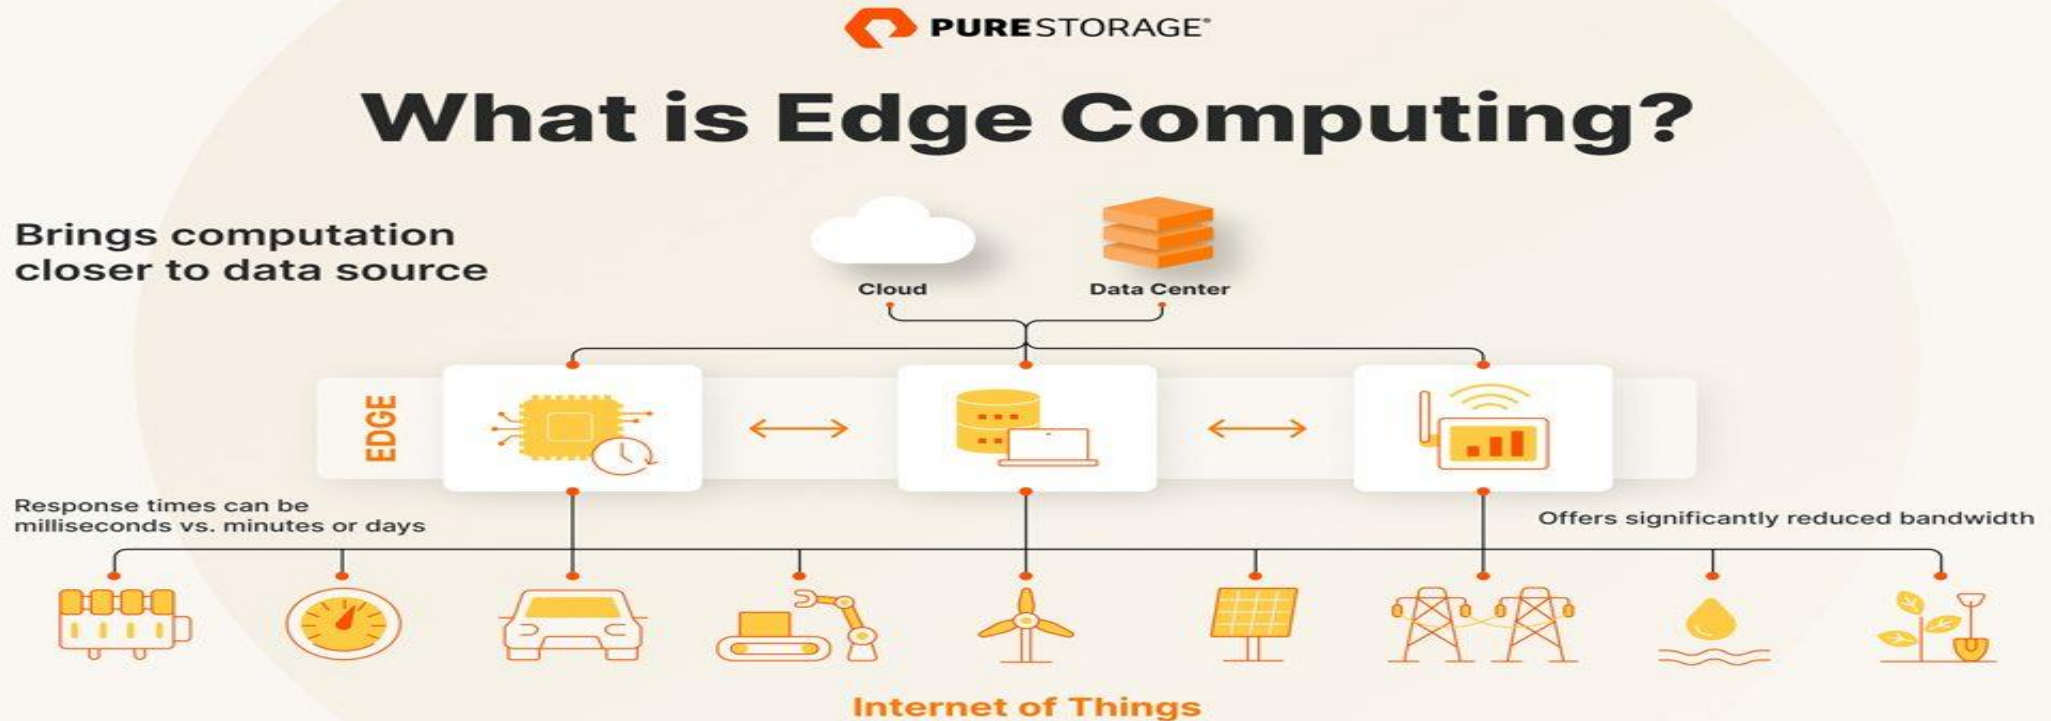 PURESTORAGE®
What is Edge Computing?
Brings computation
closer to data source
Cloud
Data Center
EDGE
Response times can be
milliseconds vs. minutes or days
Offers significantly reduced bandwidth
Internet of Things